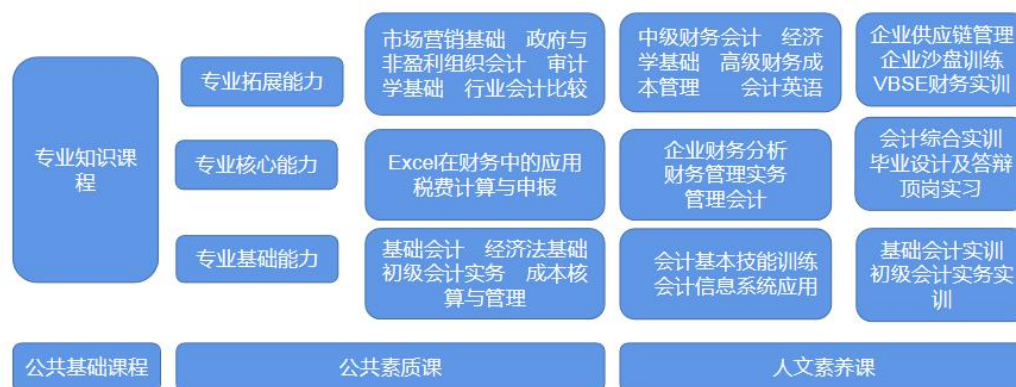 专业知识课
程
专业拓展能力
市场营销基础 政府与
非盈利组织会计 审计
学基础 行业会计比较
中级财务会计 经济
学基础 高级财务成
本管理 会计英语
企业供应链管理
企业沙盘训练
VBSE财务实训
专业核心能力
Excel在财务中的应用
税费计算与申报
企业财务分析
财务管理实务
管理会计
会计综合实训
毕业设计及答辩
顶岗实习
专业基础能力
基础会计 经济法基础
初级会计实务 成本核
算与管理
会计基本技能训练
会计信息系统应用
基础会计实训
初级会计实务实
训
公共基础课程
公共素质课
人文素养课